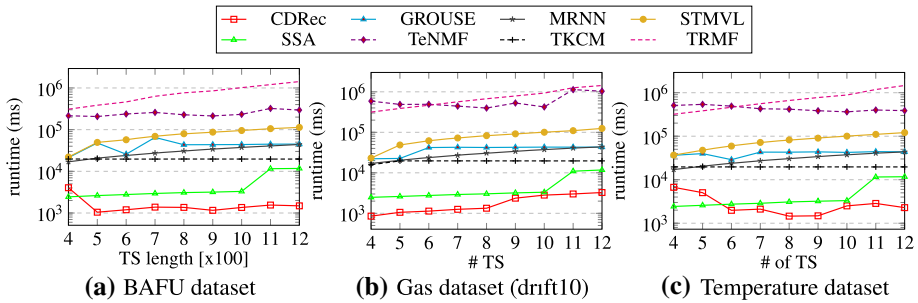 CDRec GROUSE MRNN STMVL
SSA TeNMF TKCM TRMF
runtime (ms)
10^6
10^5
10^4
10^3
4 5 6 7 8 9 10 11 12
TS length [x100]
(a) BAFU dataset
runtime (ms)
10^6
10^5
10^4
10^3
4 5 6 7 8 9 10 11 12
# TS
(b) Gas dataset (drift10)
runtime (ms)
10^6
10^5
10^4
10^3
4 5 6 7 8 9 10 11 12
# of TS
(c) Temperature dataset